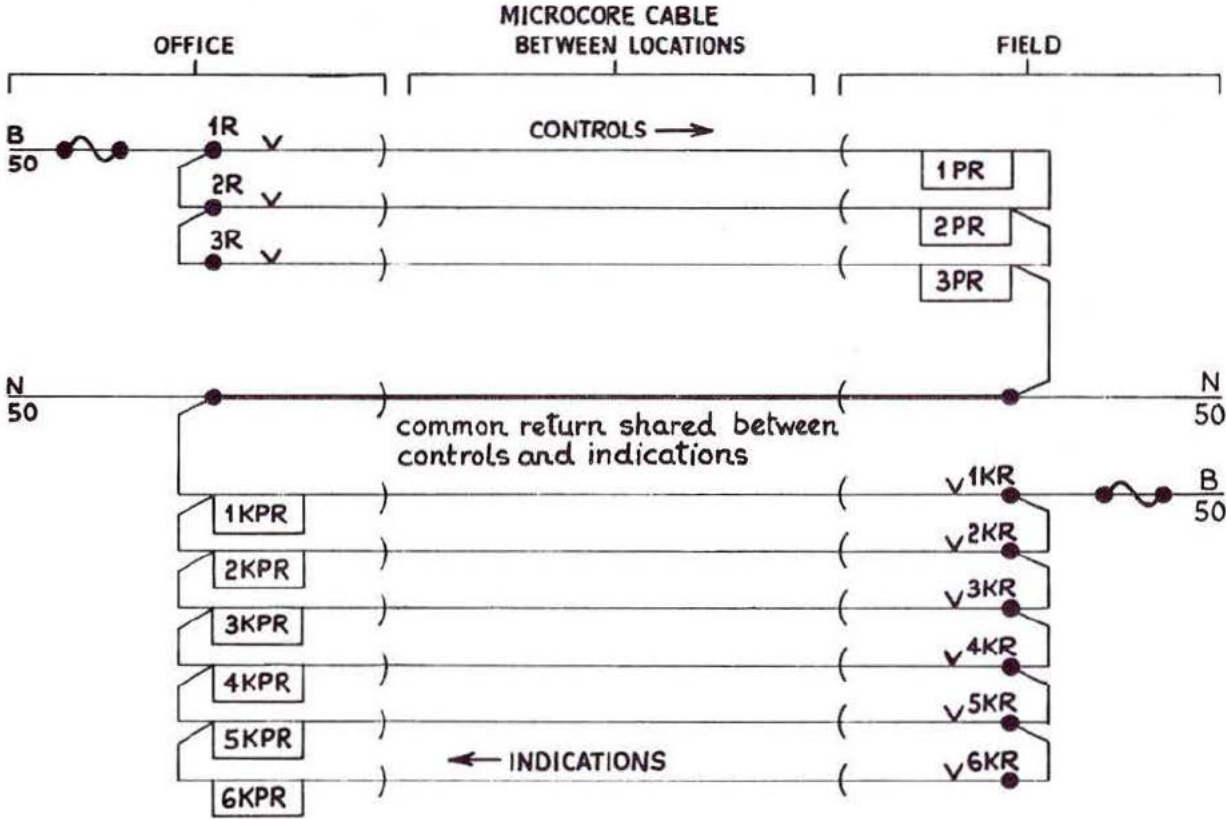 MICROCORE CABLE
BETWEEN LOCATIONS
OFFICE
FIELD
B
50
1R
CONTROLS
1PR
2R
2PR
3R
3PR
N
50
N
50
common return shared between
controls and indications
1KR
B
50
1KPR
2KR
2KPR
3KR
3KPR
4KR
4KPR
5KR
5KPR
INDICATIONS
6KR
6KPR